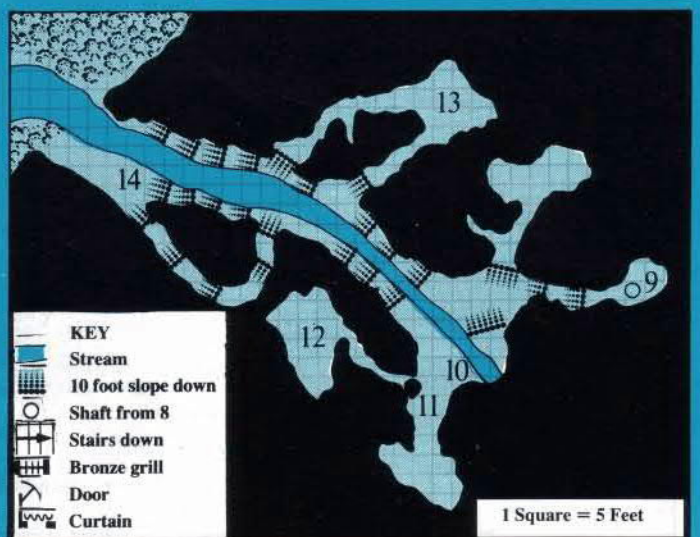 13
14
9
12
10
11
KEY
Stream
10 foot slope down
Shaft from 8
Stairs down
Bronze grill
Door
Curtain
1 Square = 5 Feet